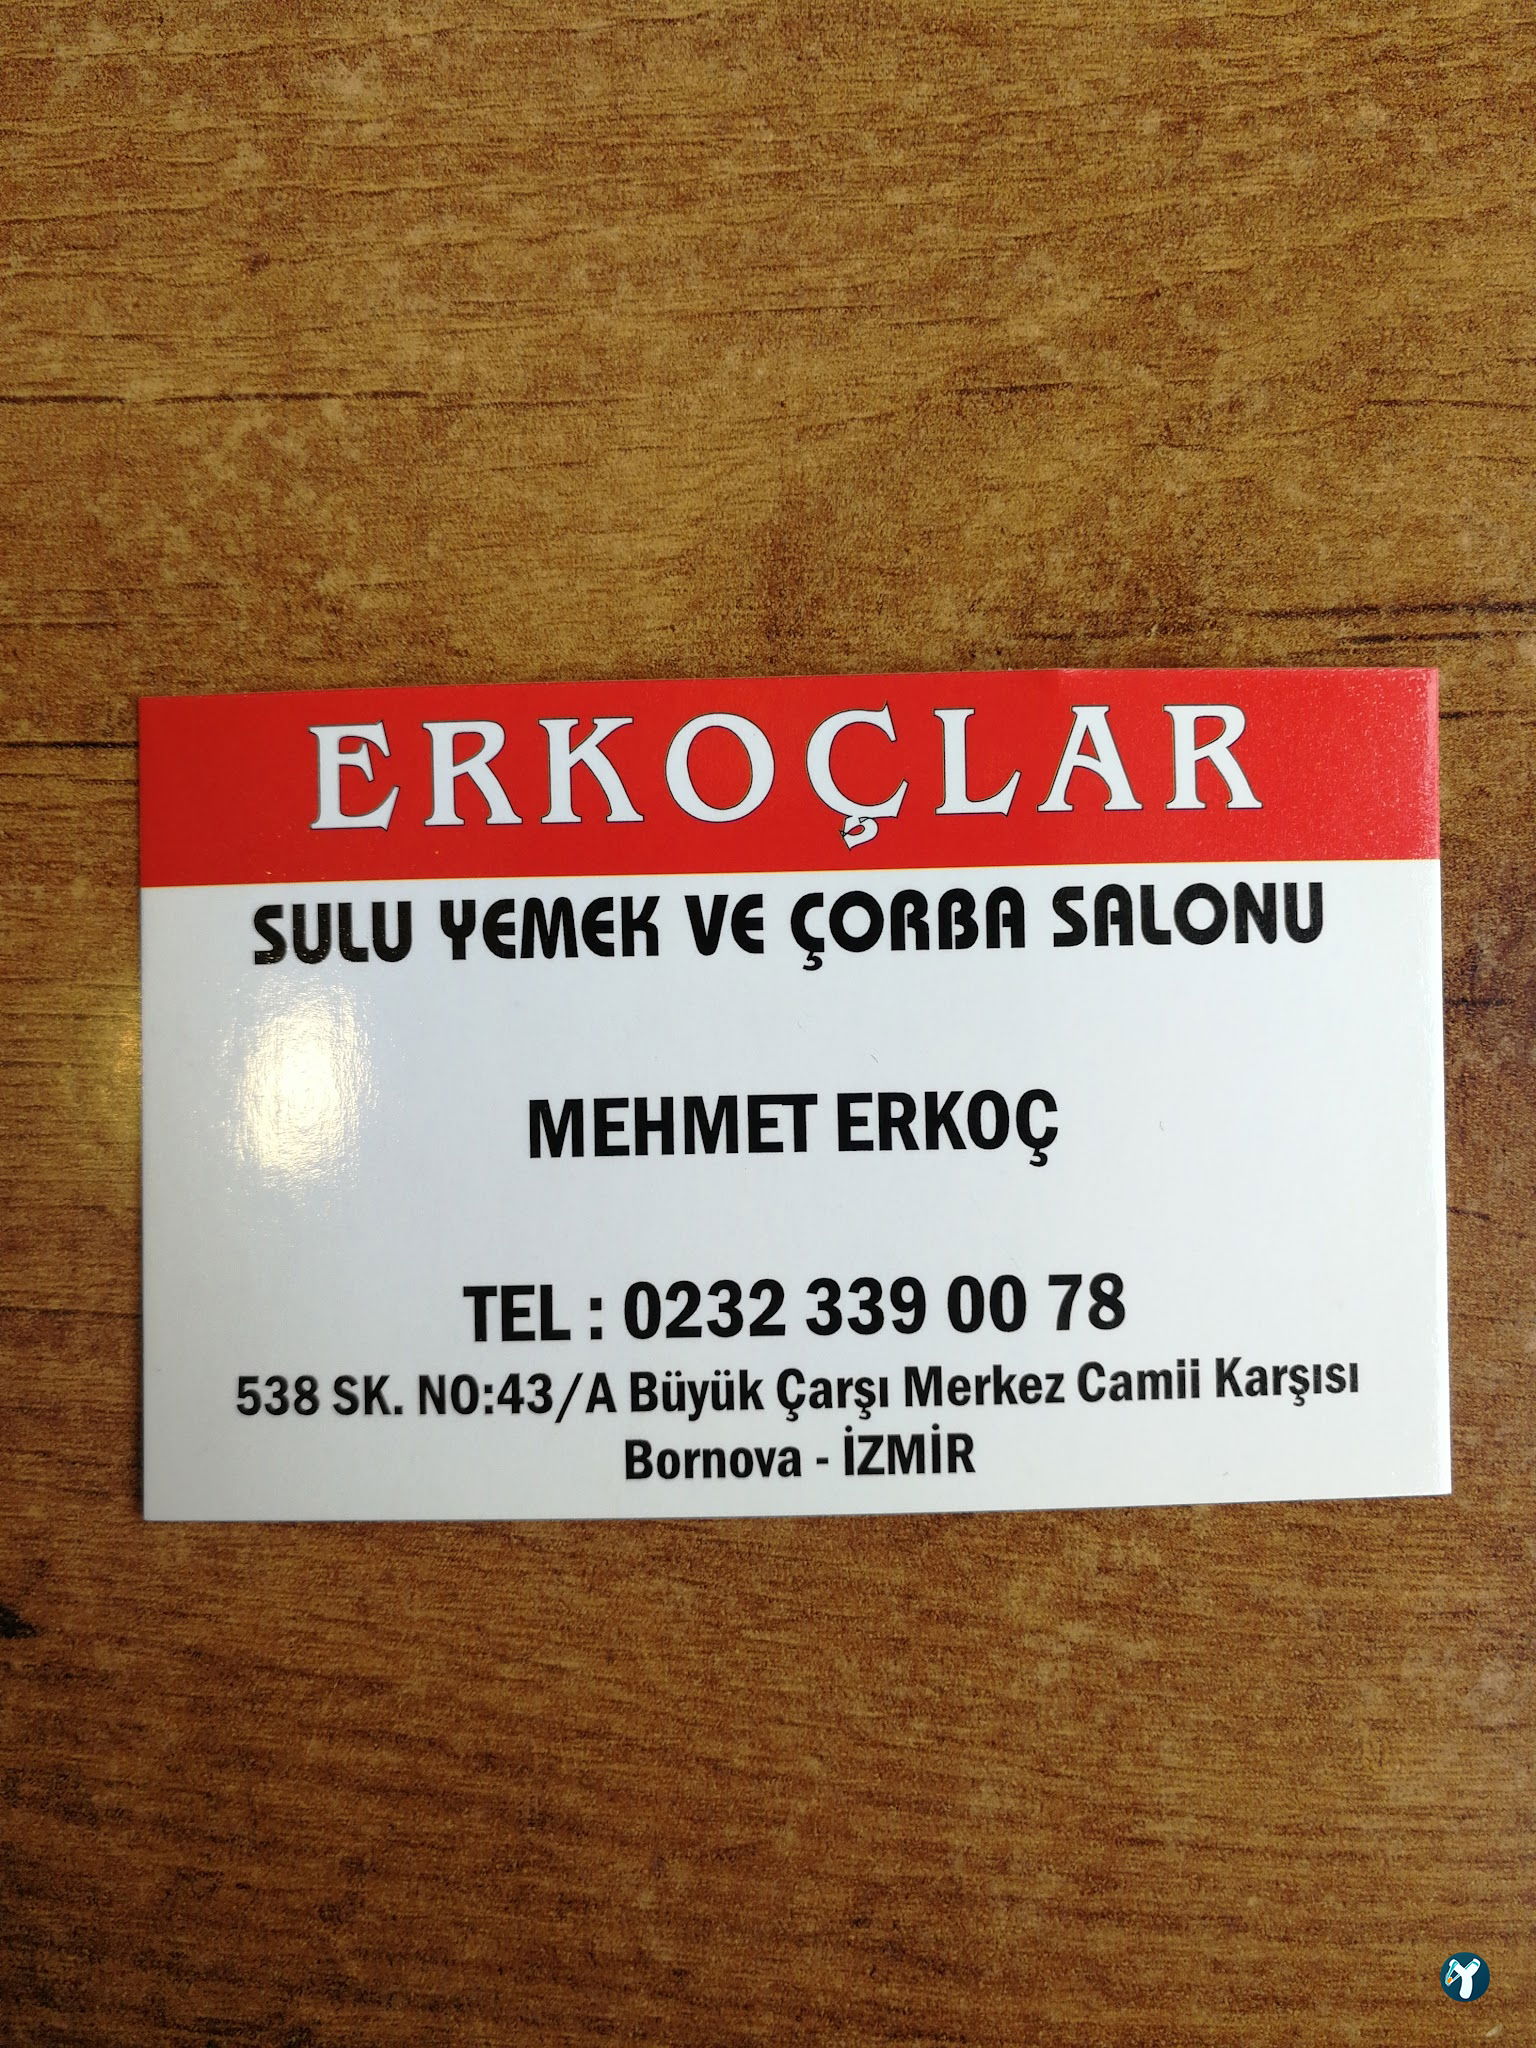 ERKOÇLAR
SULU YEMEK VE ÇORBA SALONU
MEHMET ERKOÇ
TEL : 0232 339 00 78
538 SK. NO:43/A Büyük Çarşı Merkez Camii Karşısı
Bornova - İZMİR